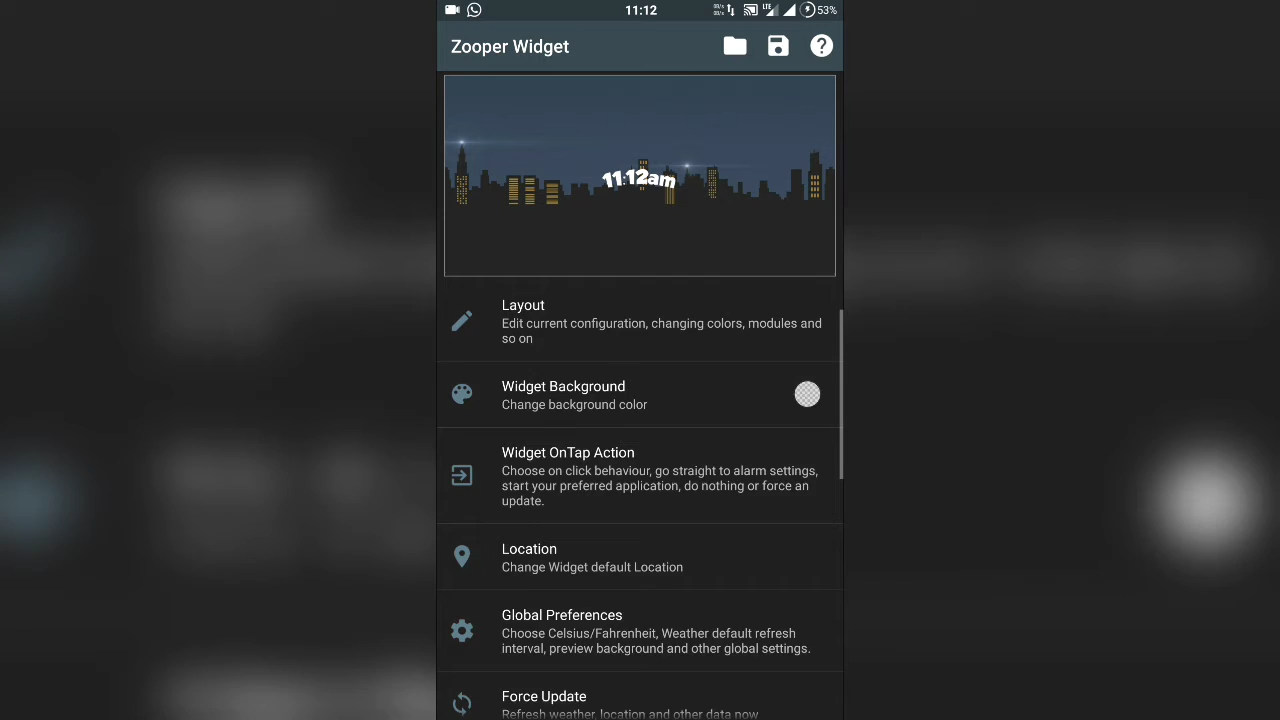 11:12
LTE
53%
Zooper Widget
11:12am
Layout
Edit current configuration, changing colors, modules and
so on
Widget Background
Change background color
Widget OnTap Action
Choose on click behaviour, go straight to alarm settings,
start your preferred application, do nothing or force an
update.
Location
Change Widget default Location
Global Preferences
Choose Celsius/Fahrenheit, Weather default refresh
interval, preview background and other global settings.
Force Update
Refresh weather, location and other data now